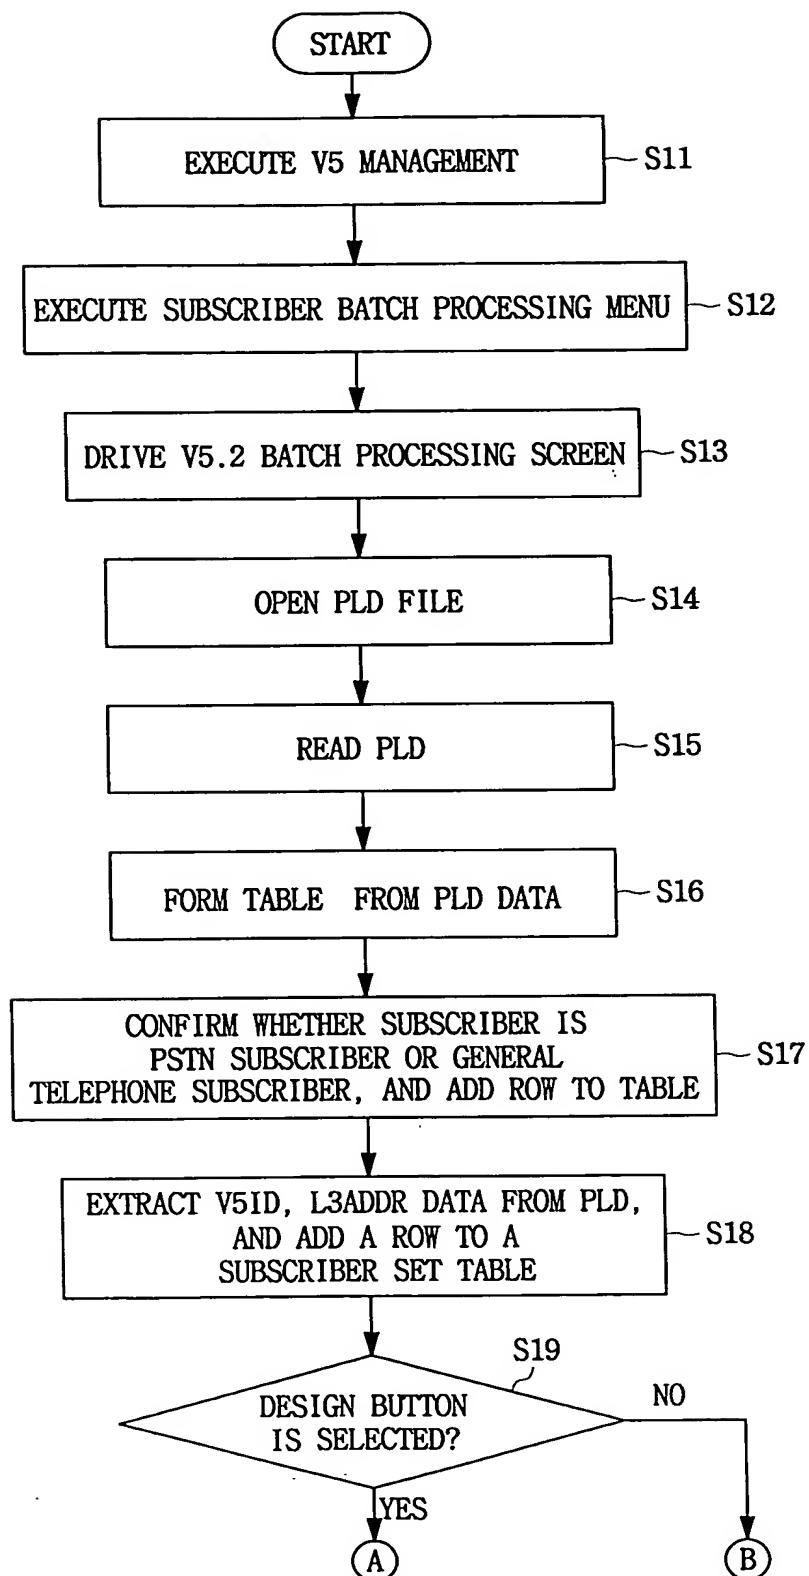 START
EXECUTE V5 MANAGEMENT
S11
EXECUTE SUBSCRIBER BATCH PROCESSING MENU
S12
DRIVE V5.2 BATCH PROCESSING SCREEN
S13
OPEN PLD FILE
S14
READ PLD
S15
FORM TABLE FROM PLD DATA
S16
CONFIRM WHETHER SUBSCRIBER IS
PSTN SUBSCRIBER OR GENERAL
TELEPHONE SUBSCRIBER, AND ADD ROW TO TABLE
S17
EXTRACT V5ID, L3ADDR DATA FROM PLD,
AND ADD A ROW TO A
SUBSCRIBER SET TABLE
S18
S19
DESIGN BUTTON
IS SELECTED?
NO
YES
A
B